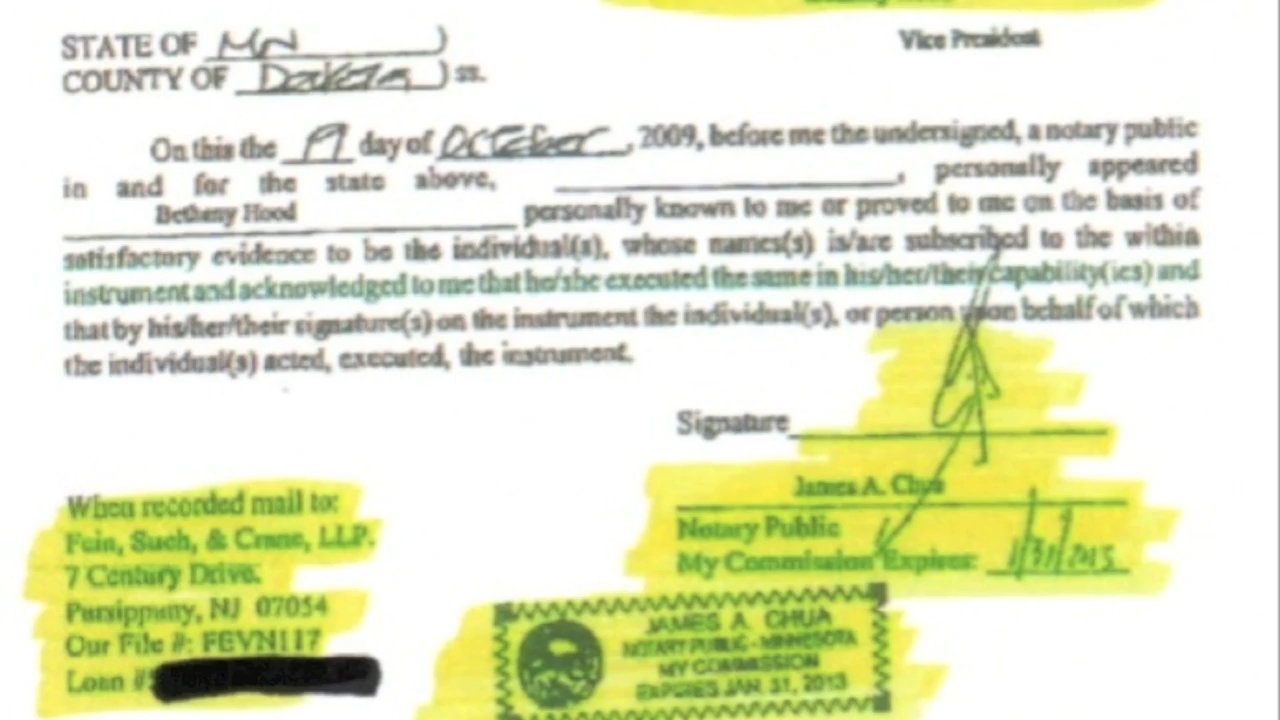 Vice President
STATE OF MN )
COUNTY OF Dakota ) ss.
On this the 19 day of October, 2009, before me the undersigned, a notary public
in and for the state above, , personally appeared
Bethany Hood personally known to me or proved to me on the basis of
satisfactory evidence to be the individual(s), whose names(s) is/are subscribed to the within
instrument and acknowledged to me that he/she executed the same in his/her/their capability(ies) and
that by his/her/their signature(s) on the instrument the individual(s), or person upon behalf of which
the individual(s) acted, executed, the instrument.
Signature
James A. Chua
Notary Public
My Commission Expires: 1/31/2013
When recorded mail to:
Fein, Such, & Crane, LLP.
7 Century Drive.
Parsippany, NJ 07054
Our File #: FEVN117
Loan #:
JAMES A. CHUA
NOTARY PUBLIC - MINNESOTA
MY COMMISSION
EXPIRES JAN. 31, 2013